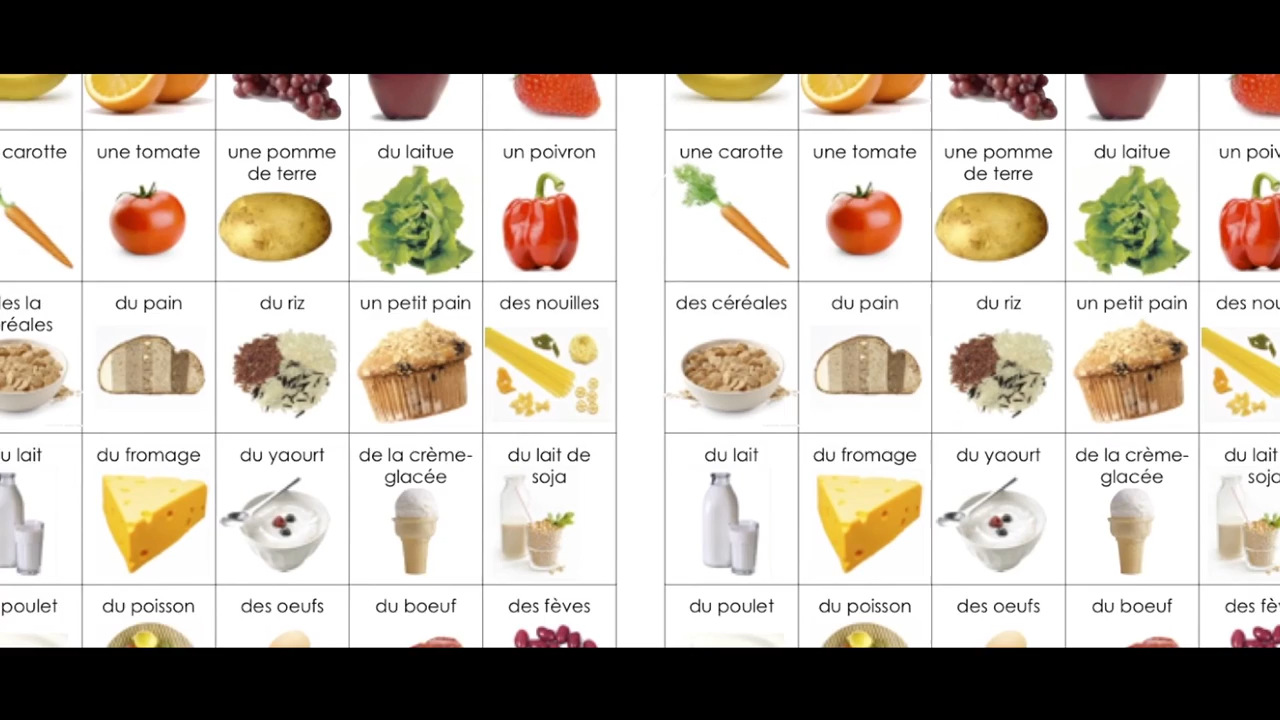 carotte
une tomate
une pomme
de terre
du laitue
un poivron
une carotte
une tomate
une pomme
de terre
du laitue
un
la
du pain
du riz
un petit pain
des nouilles
des céréales
du pain
du riz
un petit pain
des
lait
du fromage
du yaourt
de la crème-
glacée
du lait de
soja
du lait
du fromage
du yaourt
de la crème-
glacée
du lait
poulet
du poisson
des oeufs
du boeuf
des fèves
du poulet
du poisson
des oeufs
du boeuf
des